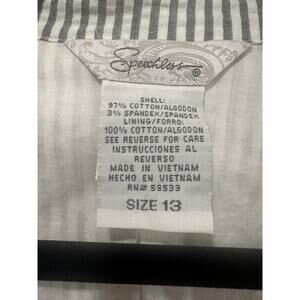 Speechless
SHELL:
97% COTTON/ALGODON
3% SPANDEX/SPANDEX
LINING/FORRO:
100% COTTON/ALGODON
SEE REVERSE FOR CARE
INSTRUCCIONES AL
REVERSO
MADE IN VIETNAM
HECHO EN VIETNAM
RN# 58539
SIZE 13